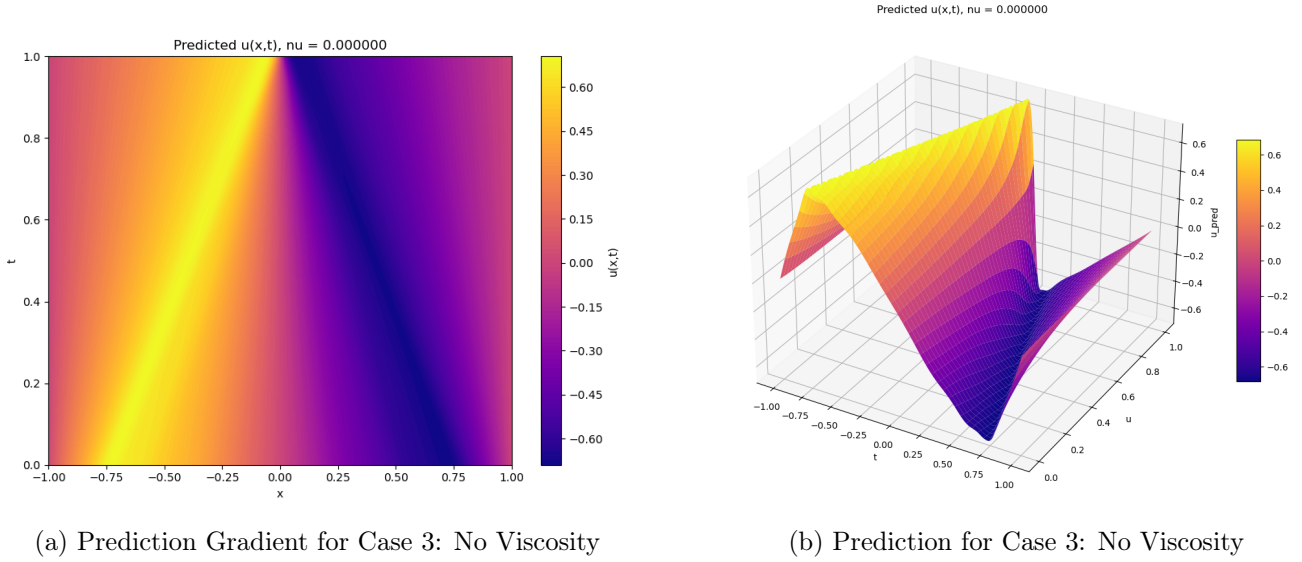 Predicted u(x,t), nu = 0.000000
1.0
0.8
0.6
0.4
0.2
0.0
t
−1.00 −0.75 −0.50 −0.25 0.00 0.25 0.50 0.75 1.00
x
0.60
0.45
0.30
0.15
0.00
−0.15
−0.30
−0.45
−0.60
u(x,t)
(a) Prediction Gradient for Case 3: No Viscosity
Predicted u(x,t), nu = 0.000000
−1.00 −0.75 −0.50 −0.25 0.00 0.25 0.50 0.75 1.00
t
0.0 0.2 0.4 0.6 0.8 1.0
u
0.6
0.4
0.2
0.0
−0.2
−0.4
−0.6
u_pred
0.6
0.4
0.2
0.0
−0.2
−0.4
−0.6
(b) Prediction for Case 3: No Viscosity